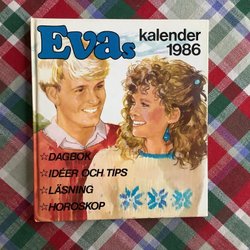 Evas kalender
1986
☆DAGBOK
☆IDÉER OCH TIPS
☆LÄSNING
☆HOROSKOP